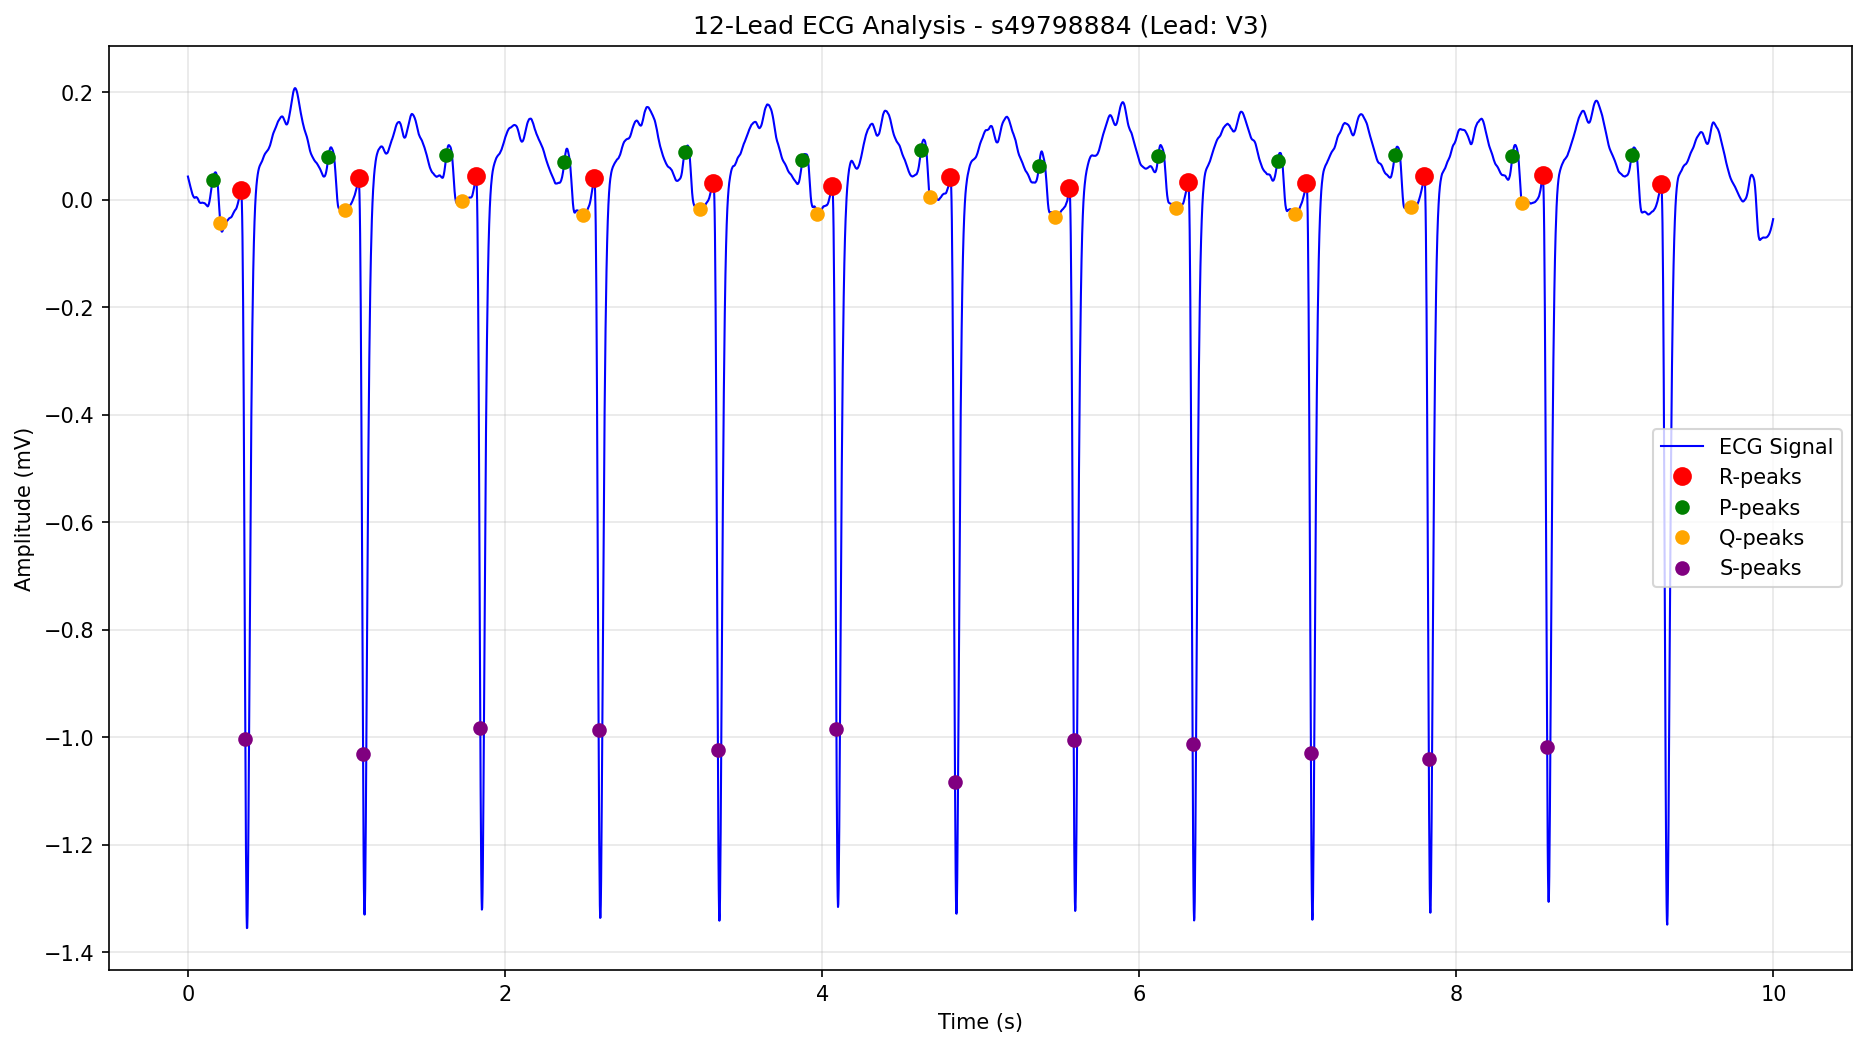 12-Lead ECG Analysis - s49798884 (Lead: V3)
Amplitude (mV)
0.2
0.0
−0.2
−0.4
−0.6
−0.8
−1.0
−1.2
−1.4
ECG Signal
R-peaks
P-peaks
Q-peaks
S-peaks
0 2 4 6 8 10
Time (s)